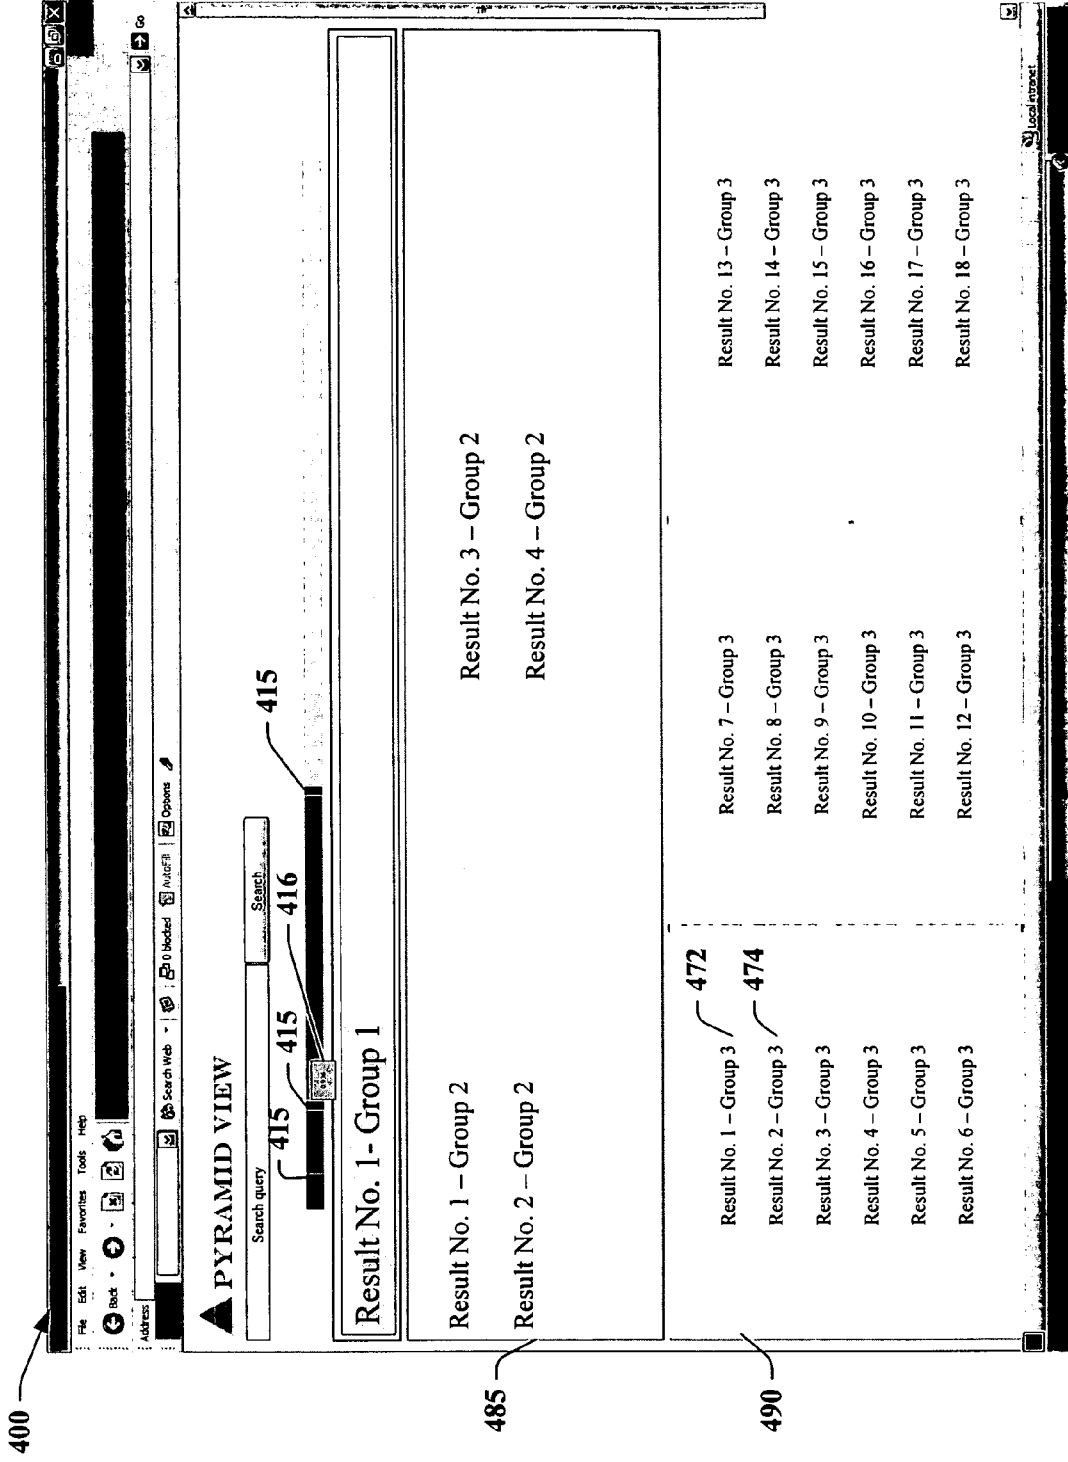 400
File Edit View Favorites Tools Help
Back
Address
Go
Search Web
0 blocked
AutoFill
Options
PYRAMID VIEW
Search query
Search
415
415
415
416
Result No. 1- Group 1
485
Result No. 1 – Group 2
Result No. 2 – Group 2
Result No. 3 – Group 2
Result No. 4 – Group 2
490
472
474
Result No. 1 – Group 3
Result No. 2 – Group 3
Result No. 3 – Group 3
Result No. 4 – Group 3
Result No. 5 – Group 3
Result No. 6 – Group 3
Result No. 7 – Group 3
Result No. 8 – Group 3
Result No. 9 – Group 3
Result No. 10 – Group 3
Result No. 11 – Group 3
Result No. 12 – Group 3
Result No. 13 – Group 3
Result No. 14 – Group 3
Result No. 15 – Group 3
Result No. 16 – Group 3
Result No. 17 – Group 3
Result No. 18 – Group 3
Local intranet